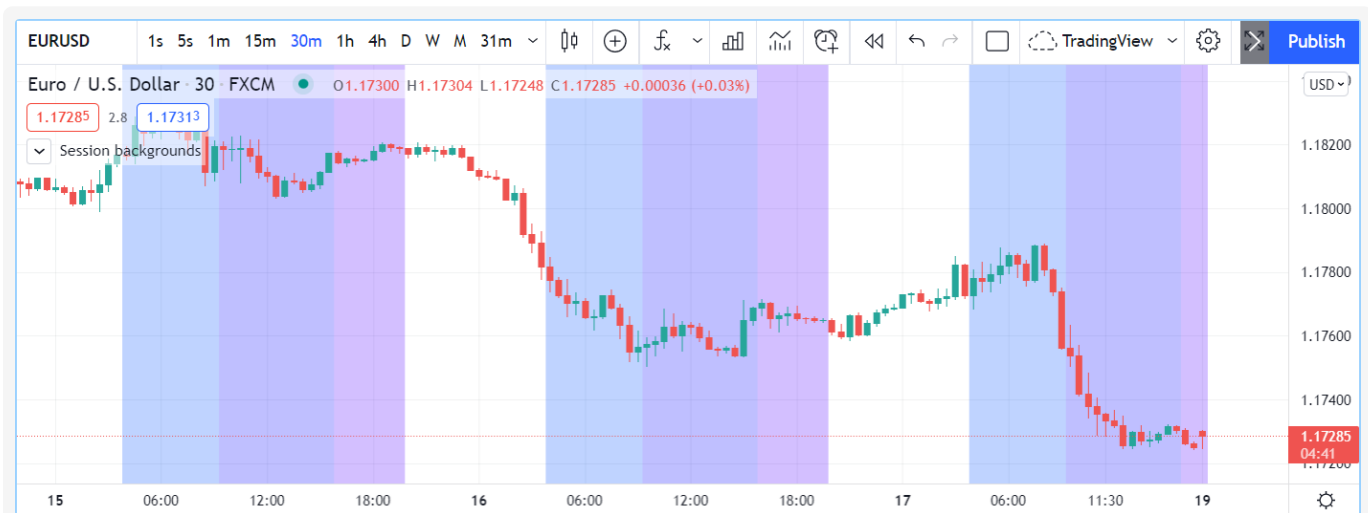 EURUSD 1s 5s 1m 15m 30m 1h 4h D W M 31m TradingView Publish
Euro / U.S. Dollar · 30 · FXCM O1.17300 H1.17304 L1.17248 C1.17285 +0.00036 (+0.03%) USD
1.17285 2.8 1.17313
Session backgrounds
1.18200
1.18000
1.17800
1.17600
1.17400
1.17285
04:41
1.17200
15 06:00 12:00 18:00 16 06:00 12:00 18:00 17 06:00 11:30 19